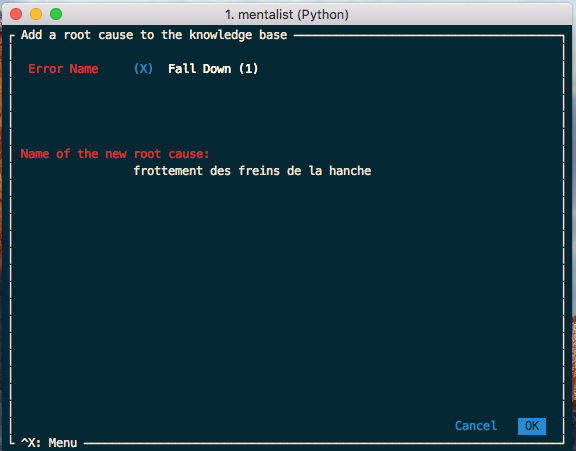 1. mentalist (Python)
Add a root cause to the knowledge base
Error Name (X) Fall Down (1)
Name of the new root cause:
frottement des freins de la hanche
Cancel OK
^X: Menu